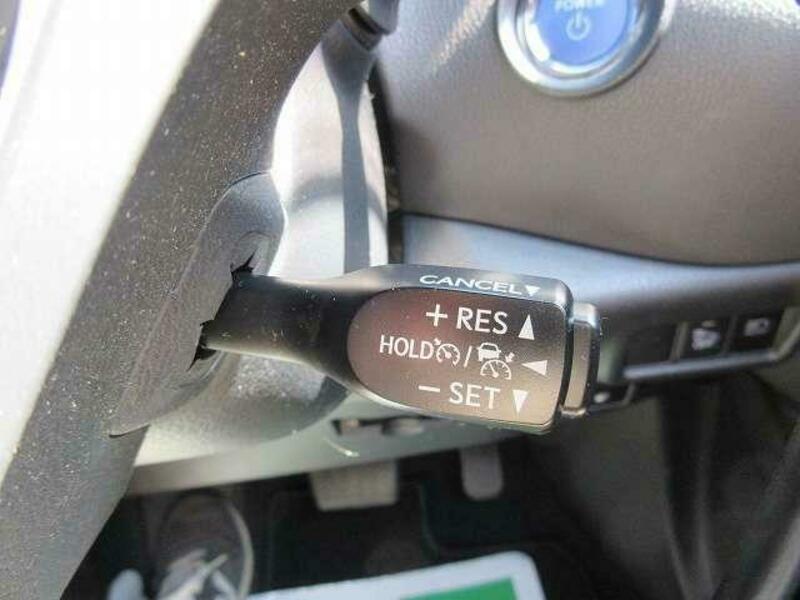 POWER
CANCEL▼
+ RES ▲
HOLD / ◄
− SET ▼